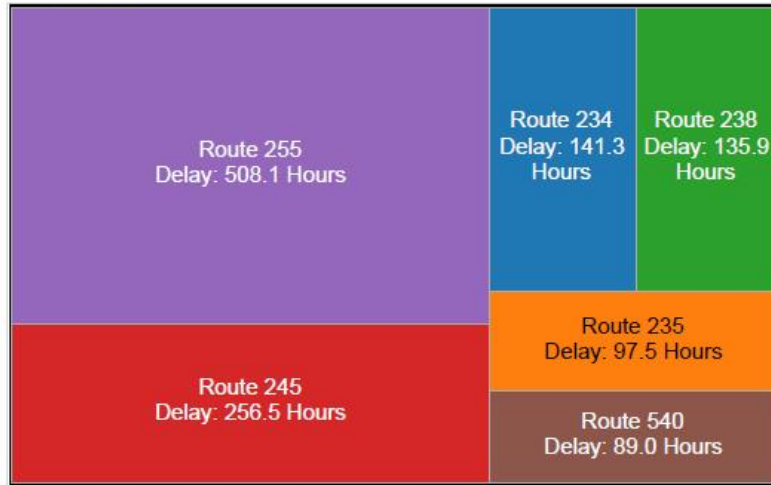 Route 255
Delay: 508.1 Hours
Route 234
Delay: 141.3
Hours
Route 238
Delay: 135.9
Hours
Route 245
Delay: 256.5 Hours
Route 235
Delay: 97.5 Hours
Route 540
Delay: 89.0 Hours